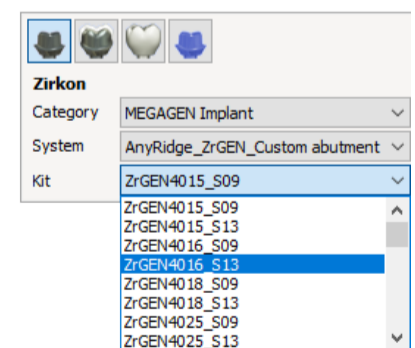 Zirkon
Category MEGAGEN Implant
System AnyRidge_ZrGEN_Custom abutment
Kit ZrGEN4015_S09
ZrGEN4015_S09
ZrGEN4015_S13
ZrGEN4016_S09
ZrGEN4016_S13
ZrGEN4018_S09
ZrGEN4018_S13
ZrGEN4025_S09
ZrGEN4025_S13